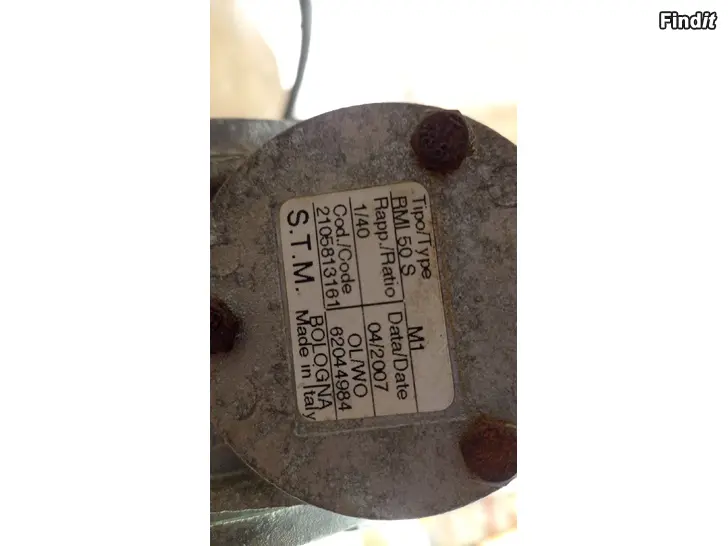 Findit
Tipo/Type
RMI 50 S M1
Rapp./Ratio Data/Date
1/40 04/2007
Cod./Code OL/WO
2105813161 62044984
S.T.M. BOLOGNA
Made in Italy